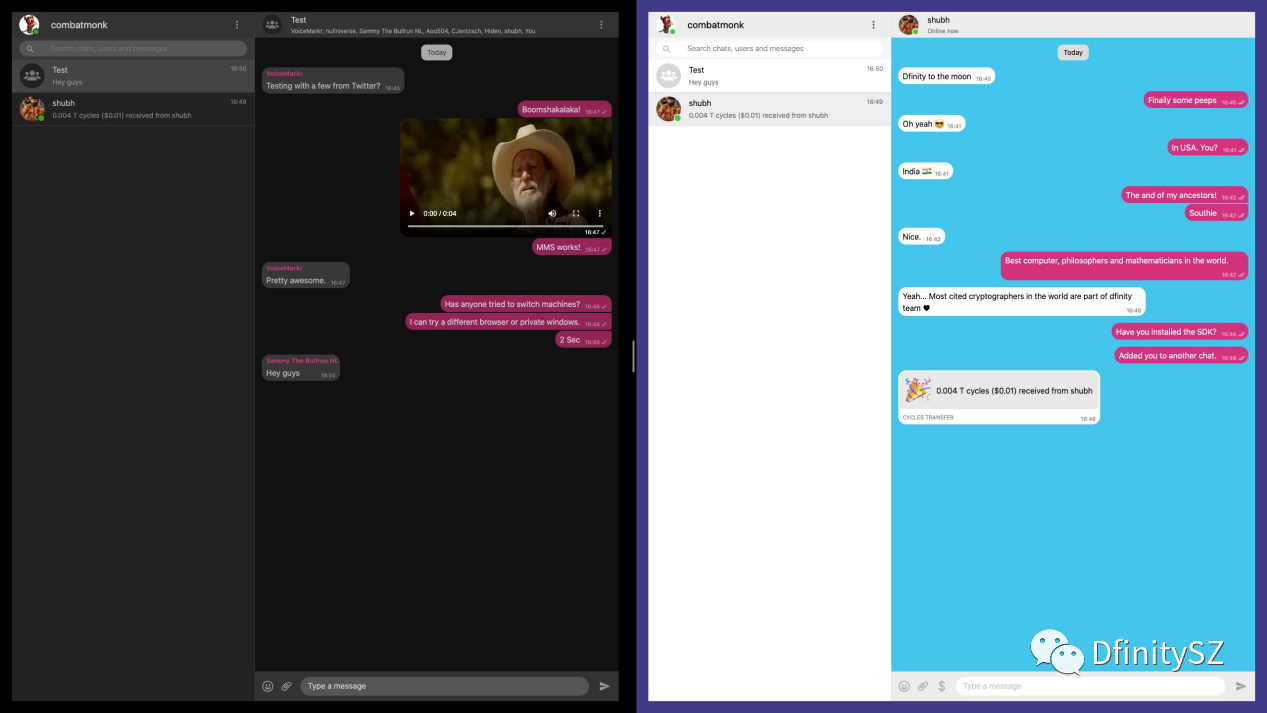 combatmonk
Search chats, users and messages
Test
16:50
Hey guys
shubh
16:49
0.004 T cycles ($0.01) received from shubh
Test
VoiceMarkr, nullniverse, Sammy The Bullrun NL, Aoo504, CJentzsch, Hiden, shubh, You
Today
VoiceMarkr
Testing with a few from Twitter? 16:45
Boomshakalaka! 16:47
0:00 / 0:04
16:47
MMS works! 16:47
VoiceMarkr
Pretty awesome. 16:47
Has anyone tried to switch machines? 16:48
I can try a different browser or private windows. 16:48
2 Sec 16:48
Sammy The Bullrun NL
Hey guys 16:50
Type a message
combatmonk
Search chats, users and messages
Test
16:50
Hey guys
shubh
16:49
0.004 T cycles ($0.01) received from shubh
shubh
Online now
Today
Dfinity to the moon 16:40
Finally some peeps 16:40
Oh yeah 😎 16:41
In USA. You? 16:41
India 🇮🇳 16:41
The and of my ancestors! 16:42
Southie 16:42
Nice. 16:42
Best computer, philosophers and mathematicians in the world.
16:42
Yeah... Most cited cryptographers in the world are part of dfinity
team 🖤 16:46
Have you installed the SDK? 16:46
Added you to another chat. 16:46
0.004 T cycles ($0.01) received from shubh
CYCLES TRANSFER 16:49
$ Type a message
DfinitySZ